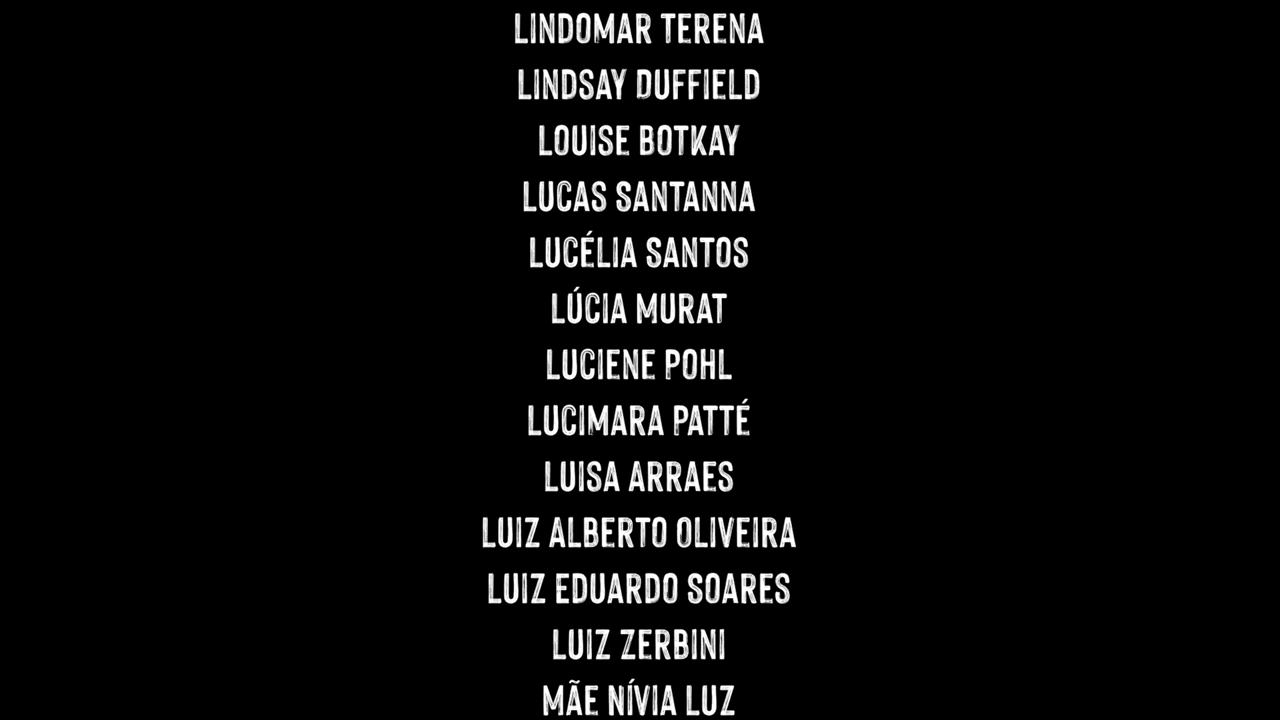 LINDOMAR TERENA
LINDSAY DUFFIELD
LOUISE BOTKAY
LUCAS SANTANNA
LUCÉLIA SANTOS
LÚCIA MURAT
LUCIENE POHL
LUCIMARA PATTÉ
LUISA ARRAES
LUIZ ALBERTO OLIVEIRA
LUIZ EDUARDO SOARES
LUIZ ZERBINI
MÃE NÍVIA LUZ